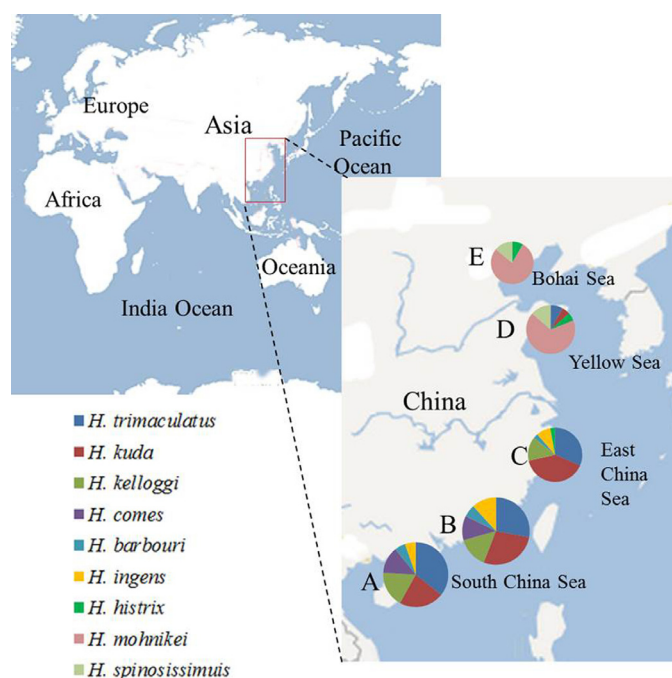 Europe
Asia
Pacific
Ocean
Africa
Oceania
India Ocean
E
Bohai Sea
D
Yellow Sea
China
C
East
China
Sea
B
A
South China Sea
H. trimaculatus
H. kuda
H. kelloggi
H. comes
H. barbouri
H. ingens
H. histrix
H. mohnikei
H. spinosissimuis